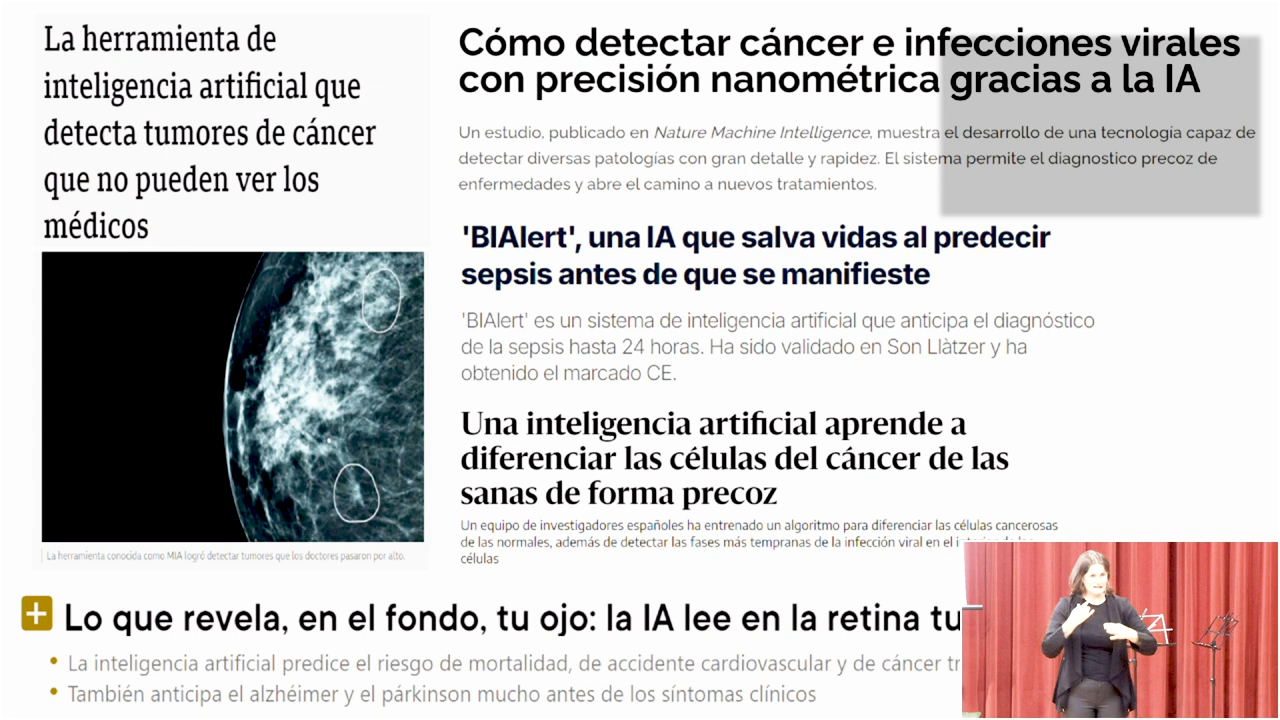 La herramienta de
inteligencia artificial que
detecta tumores de cáncer
que no pueden ver los
médicos
La herramienta conocida como MIA logró detectar tumores que los doctores pasaron por alto.
Cómo detectar cáncer e infecciones virales
con precisión nanométrica gracias a la IA
Un estudio, publicado en Nature Machine Intelligence, muestra el desarrollo de una tecnología capaz de
detectar diversas patologías con gran detalle y rapidez. El sistema permite el diagnostico precoz de
enfermedades y abre el camino a nuevos tratamientos.
'BIAlert', una IA que salva vidas al predecir
sepsis antes de que se manifieste
'BIAlert' es un sistema de inteligencia artificial que anticipa el diagnóstico
de la sepsis hasta 24 horas. Ha sido validado en Son Llàtzer y ha
obtenido el marcado CE.
Una inteligencia artificial aprende a
diferenciar las células del cáncer de las
sanas de forma precoz
Un equipo de investigadores españoles ha entrenado un algoritmo para diferenciar las células cancerosas
de las normales, además de detectar las fases más tempranas de la infección viral en el
células
Lo que revela, en el fondo, tu ojo: la IA lee en la retina tu
La inteligencia artificial predice el riesgo de mortalidad, de accidente cardiovascular y de cáncer
También anticipa el alzhéimer y el párkinson mucho antes de los síntomas clínicos